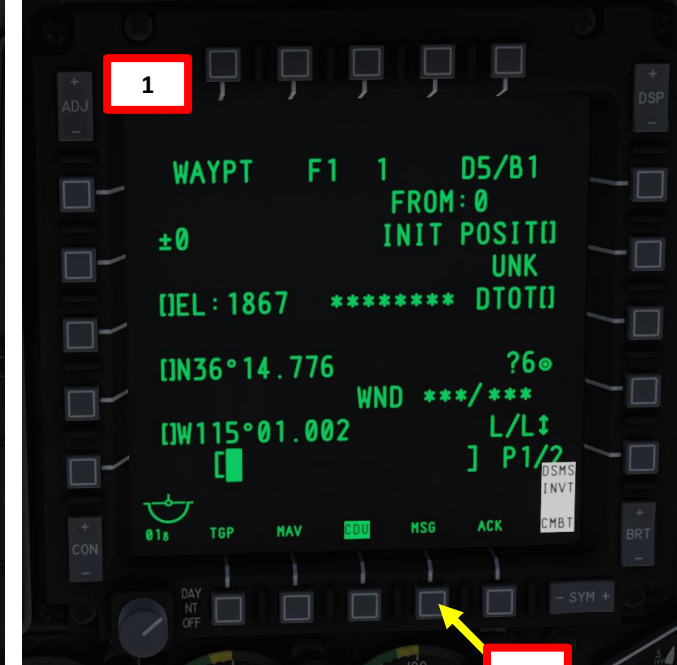 1
+
ADJ
-
+
DSP
-
WAYPT F1 1 D5/B1
FROM:0
±0 INIT POSIT[]
UNK
[]EL:1867 ******** DTOT[]
[]N36°14.776 ?6⊙
WND ***/***
[]W115°01.002 L/L↕
[ ] P1/2
DSMS
INVT
CMBT
018 TGP MAV CDU MSG ACK
+
CON
-
+
BRT
-
DAY
NT
OFF
- SYM +